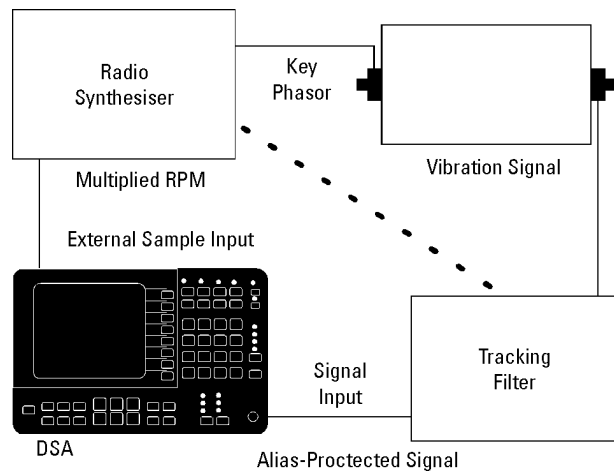 Radio
Synthesiser
Key
Phasor
Multiplied RPM
Vibration Signal
External Sample Input
Signal
Input
Tracking
Filter
DSA
Alias-Proctected Signal